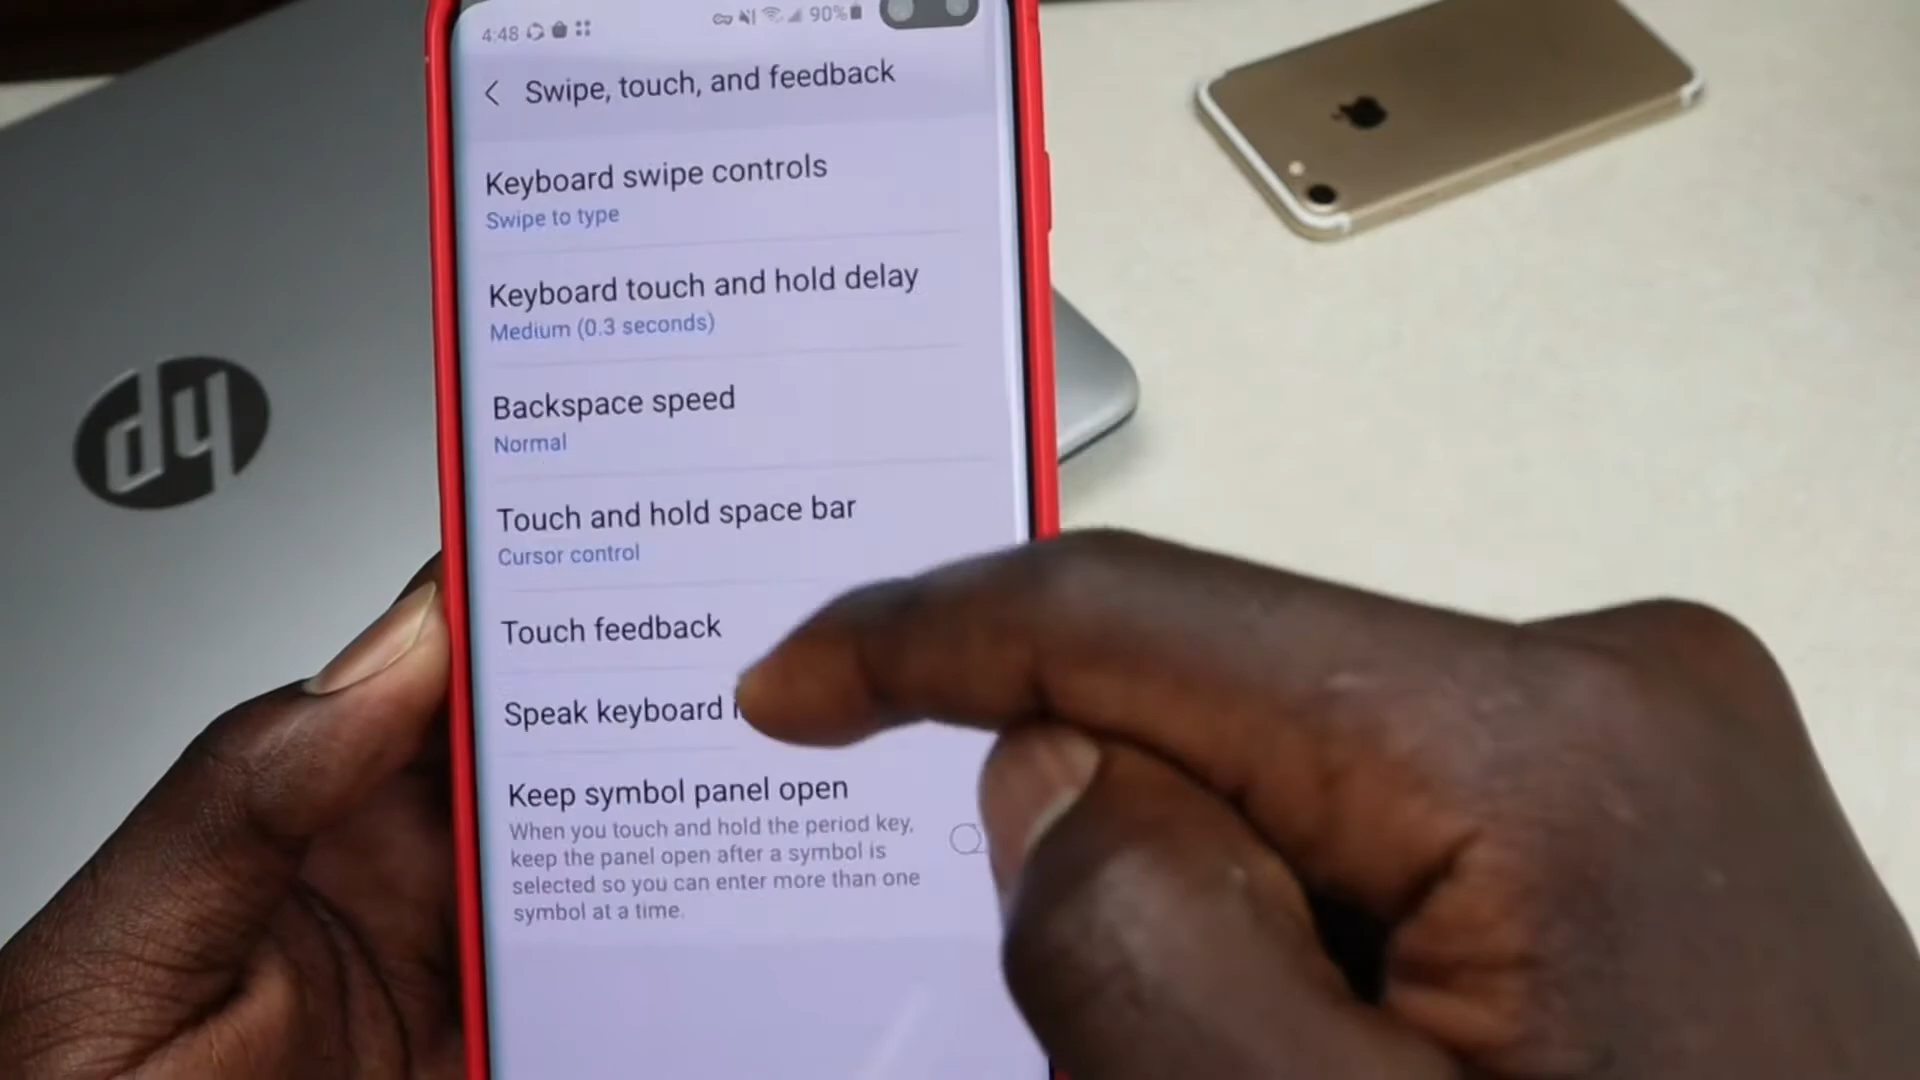 4:48 90%
Swipe, touch, and feedback
Keyboard swipe controls
Swipe to type
Keyboard touch and hold delay
Medium (0.3 seconds)
Backspace speed
Normal
Touch and hold space bar
Cursor control
Touch feedback
Speak keyboard
Keep symbol panel open
When you touch and hold the period key,
keep the panel open after a symbol is
selected so you can enter more than one
symbol at a time.
hp